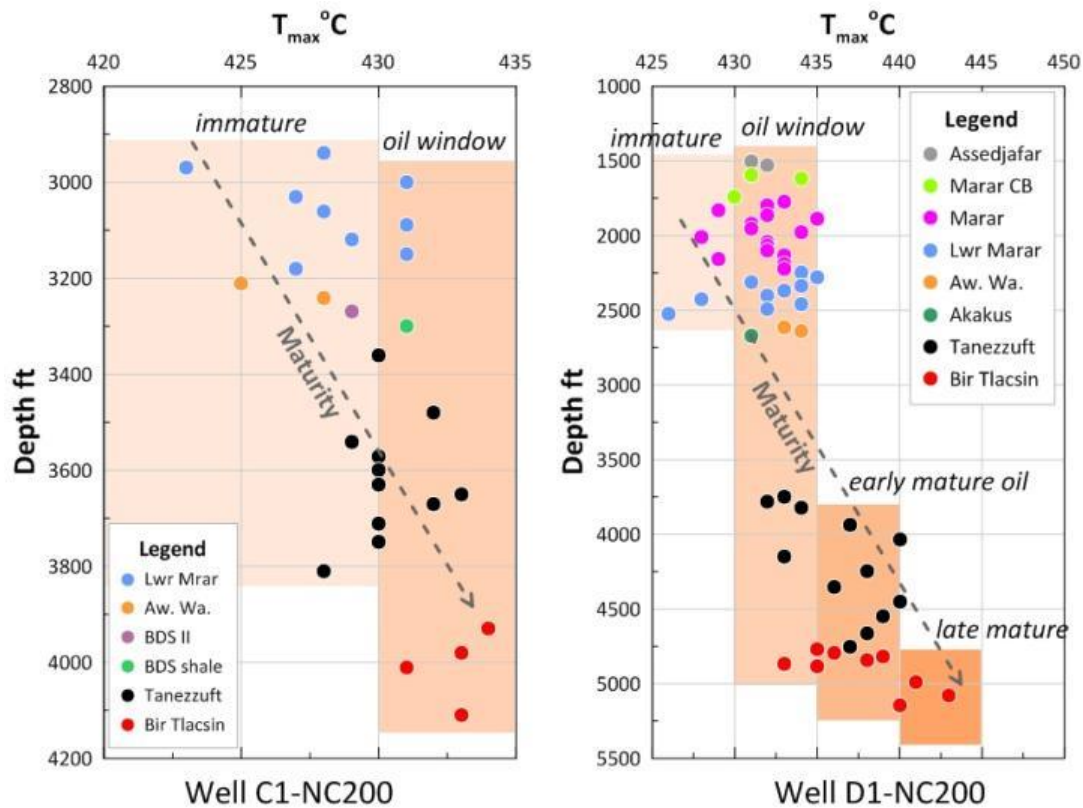 Tmax°C
420 425 430 435
2800
3000
3200
3400
3600
3800
4000
4200
Depth ft
immature
oil window
Maturity
Legend
Lwr Mrar
Aw. Wa.
BDS II
BDS shale
Tanezzuft
Bir Tlacsin
Well C1-NC200
Tmax°C
425 430 435 440 445 450
1000
1500
2000
2500
3000
3500
4000
4500
5000
5500
Depth ft
immature
oil window
Maturity
early mature oil
late mature
Legend
Assedjafar
Marar CB
Marar
Lwr Marar
Aw. Wa.
Akakus
Tanezzuft
Bir Tlacsin
Well D1-NC200